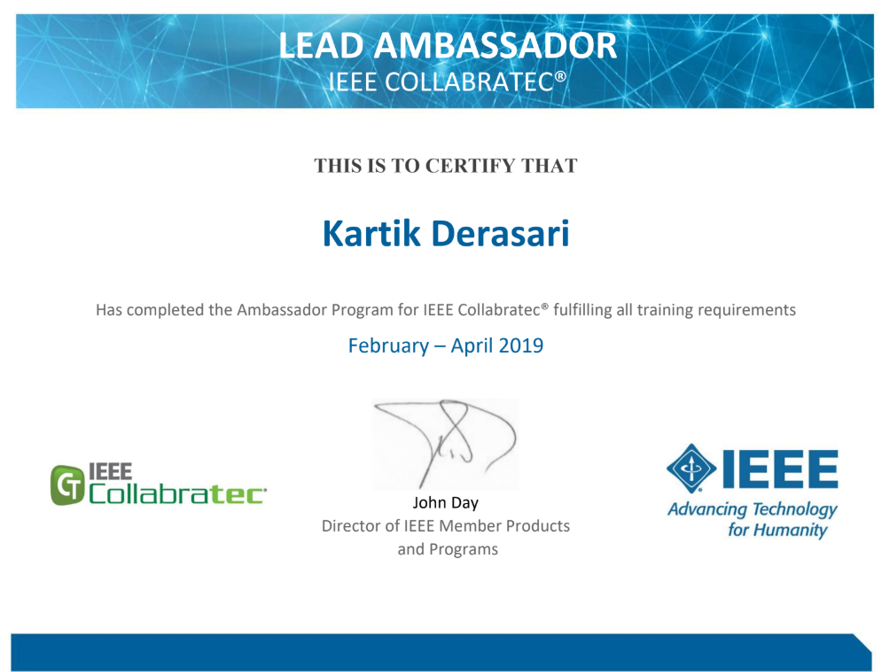 LEAD AMBASSADOR
IEEE COLLABRATEC®
THIS IS TO CERTIFY THAT
Kartik Derasari
Has completed the Ambassador Program for IEEE Collabratec® fulfilling all training requirements
February – April 2019
IEEE
Collabratec
John Day
Director of IEEE Member Products
and Programs
IEEE
Advancing Technology
for Humanity